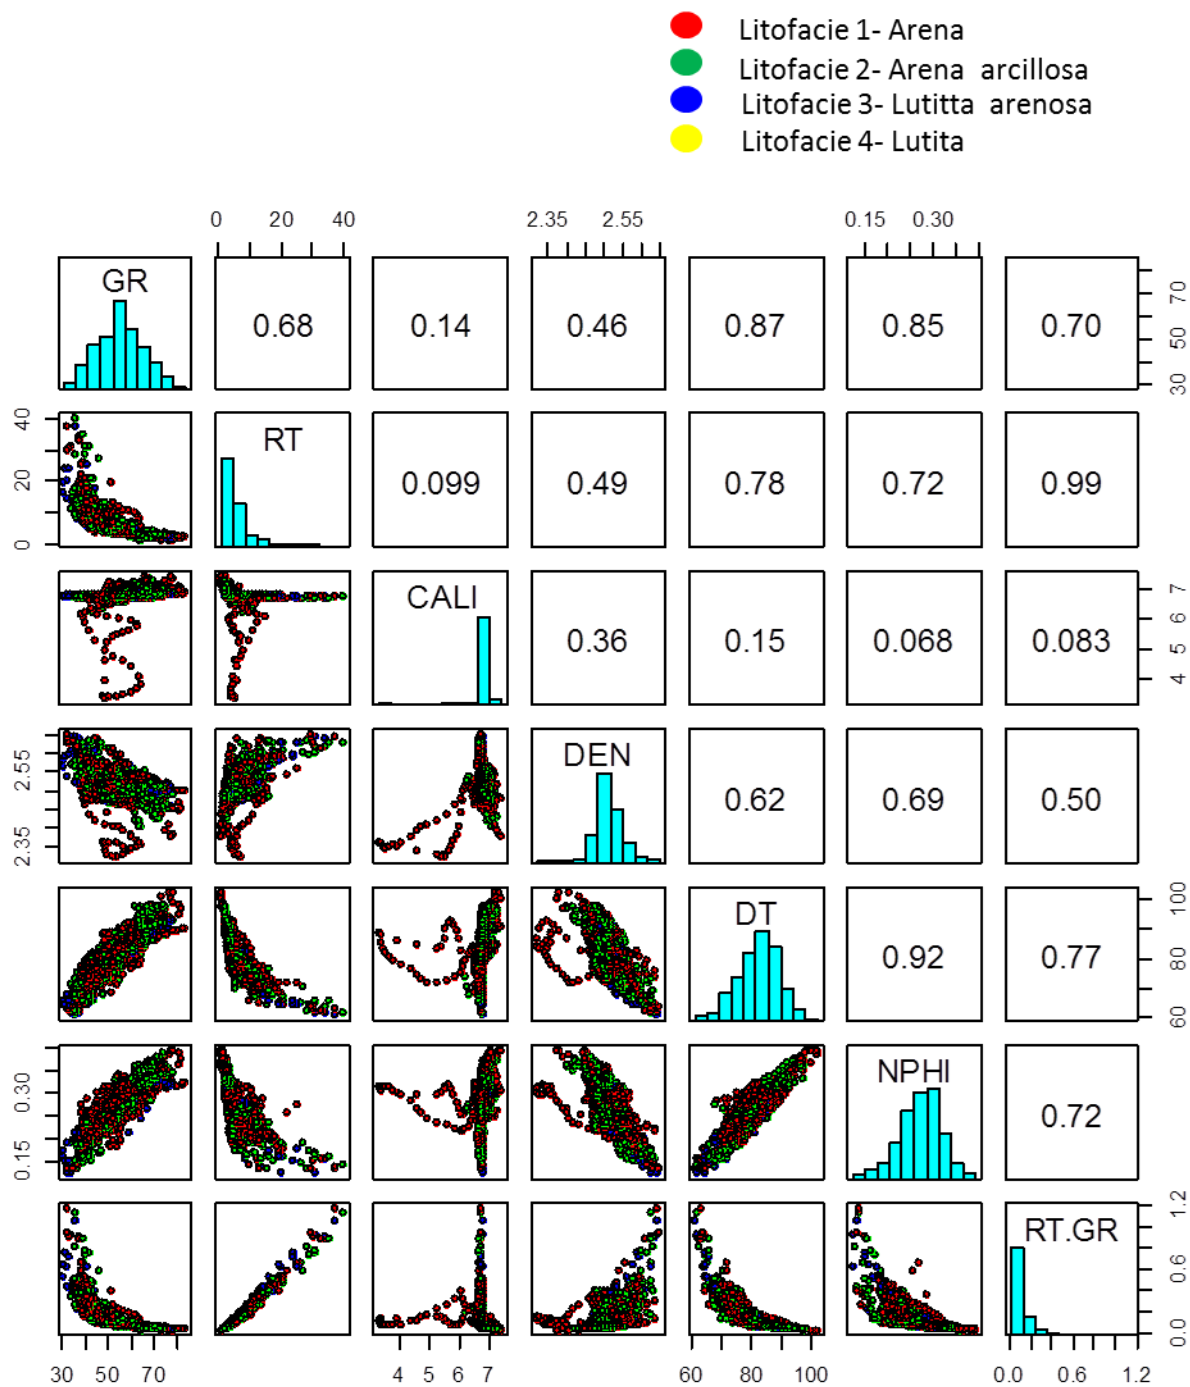 Litofacie 1- Arena
Litofacie 2- Arena arcillosa
Litofacie 3- Lutitta arenosa
Litofacie 4- Lutita
0 20 40 2.35 2.55 0.15 0.30
GR 0.68 0.14 0.46 0.87 0.85 0.70 30 50 70
0 20 40 RT 0.099 0.49 0.78 0.72 0.99
CALI 0.36 0.15 0.068 0.083 4 5 6 7
2.35 2.55 DEN 0.62 0.69 0.50
DT 0.92 0.77 60 80 100
0.15 0.30 NPHI 0.72
RT.GR 0.0 0.6 1.2
30 50 70 4 5 6 7 60 80 100 0.0 0.6 1.2